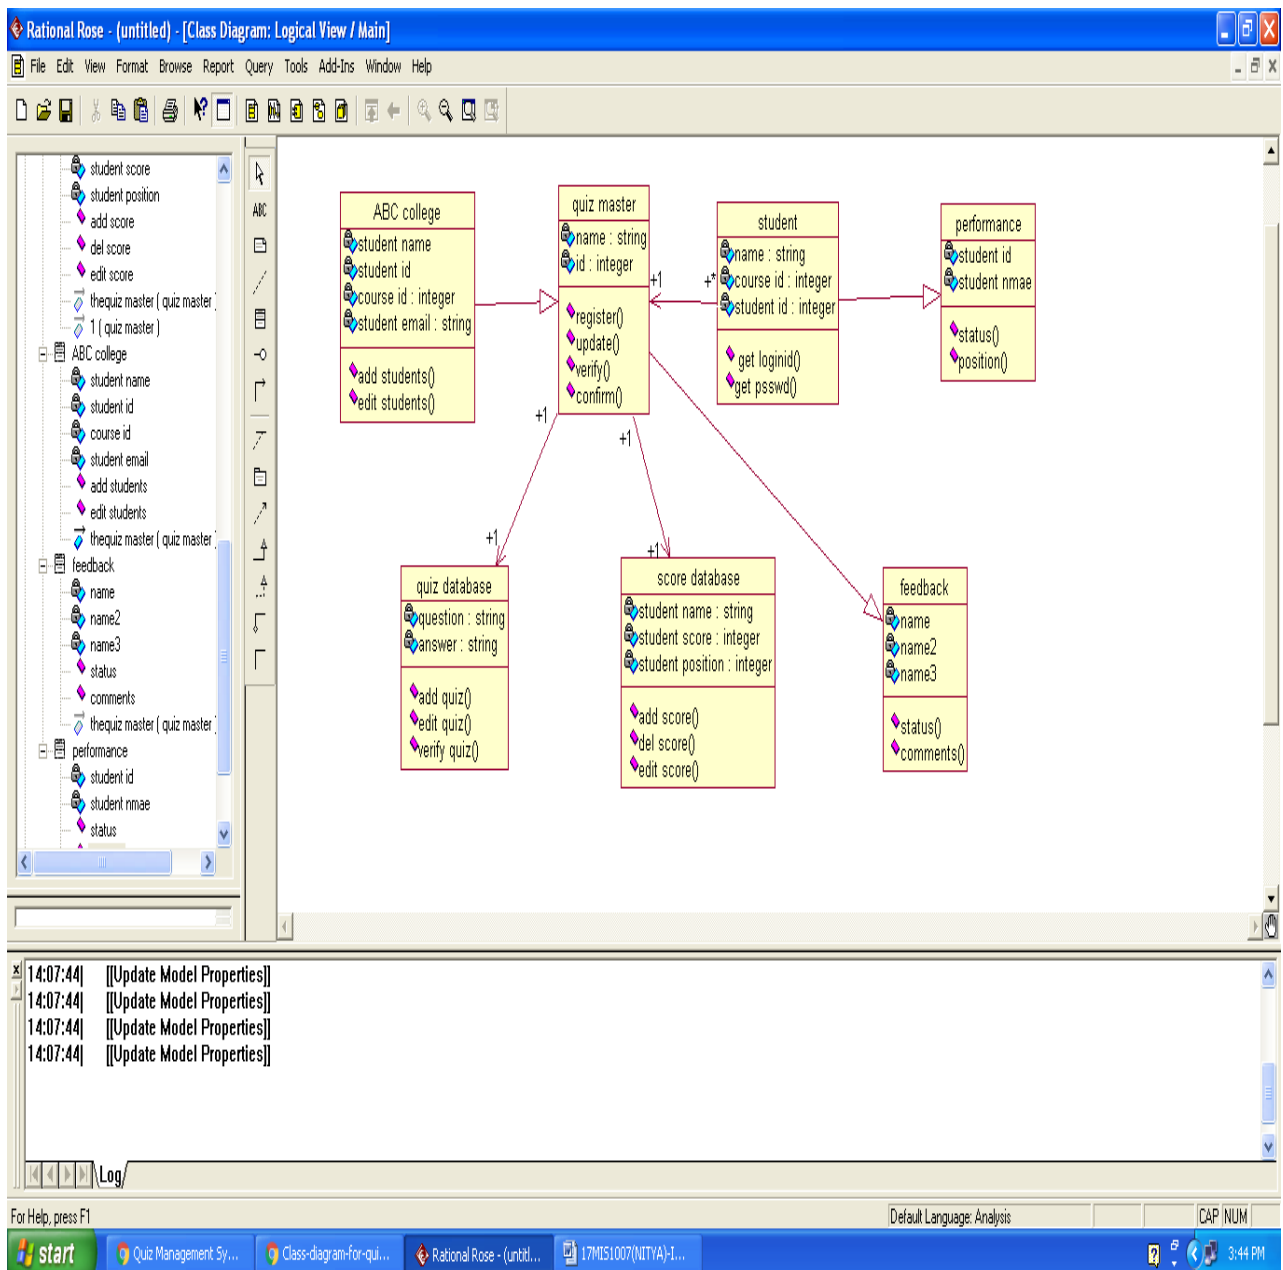 Rational Rose - (untitled) - [Class Diagram: Logical View / Main]
File Edit View Format Browse Report Query Tools Add-Ins Window Help
student score
student position
add score
del score
edit score
thequiz master ( quiz master )
1 ( quiz master )
ABC college
student name
student id
course id
student email
add students
edit students
thequiz master ( quiz master )
feedback
name
name2
name3
status
comments
thequiz master ( quiz master )
performance
student id
student nmae
status
ABC
ABC college
student name
student id
course id : integer
student email : string
add students()
edit students()
quiz master
name : string
id : integer
register()
update()
verify()
confirm()
+1
+*
student
name : string
course id : integer
student id : integer
get loginid()
get psswd()
performance
student id
student nmae
status()
position()
+1
+1
+1
+1
quiz database
question : string
answer : string
add quiz()
edit quiz()
verify quiz()
score database
student name : string
student score : integer
student position : integer
add score()
del score()
edit score()
feedback
name
name2
name3
status()
comments()
14:07:44| [[Update Model Properties]]
14:07:44| [[Update Model Properties]]
14:07:44| [[Update Model Properties]]
14:07:44| [[Update Model Properties]]
Log
For Help, press F1
Default Language: Analysis
CAP NUM
start
Quiz Management Sy...
Class-diagram-for-qui...
Rational Rose - (untitl...
17MIS1007(NITYA)-I...
3:44 PM